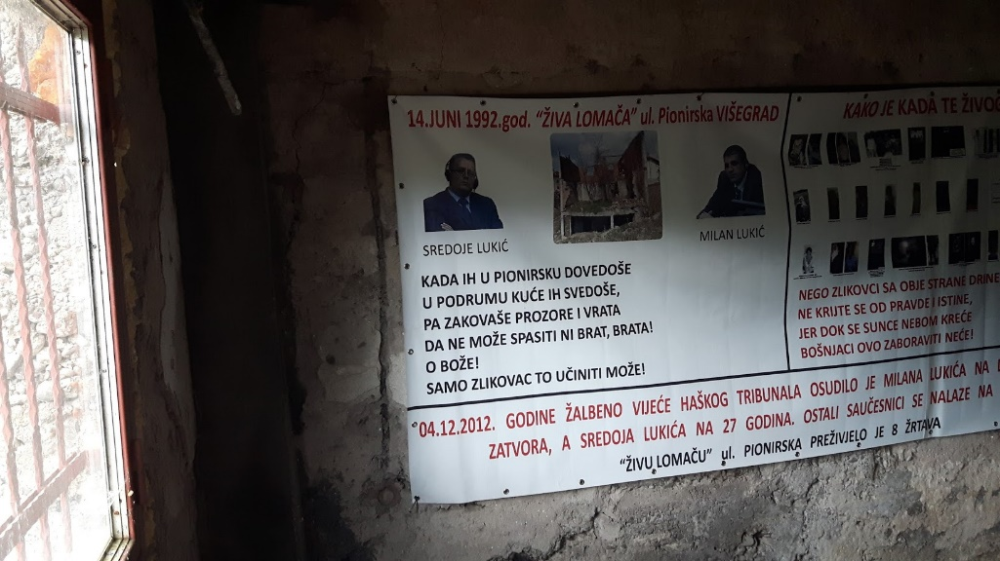 14.JUNI 1992.god. "ŽIVA LOMAČA" ul. Pionirska VIŠEGRAD
SREDOJE LUKIĆ
MILAN LUKIĆ
KADA IH U PIONIRSKU DOVEDOŠE
U PODRUMU KUĆE IH SVEDOŠE,
PA ZAKOVAŠE PROZORE I VRATA
DA NE MOŽE SPASITI NI BRAT, BRATA!
O BOŽE!
SAMO ZLIKOVAC TO UČINITI MOŽE!
KAKO JE KADA TE ŽIVOG
NEGO ZLIKOVCI SA OBJE STRANE DRINE
NE KRIJTE SE OD PRAVDE I ISTINE,
JER DOK SE SUNCE NEBOM KREĆE
BOŠNJACI OVO ZABORAVITI NEĆE!
04.12.2012. GODINE ŽALBENO VIJEĆE HAŠKOG TRIBUNALA OSUDILO JE MILANA LUKIĆA NA
ZATVORA, A SREDOJA LUKIĆA NA 27 GODINA. OSTALI SAUČESNICI SE NALAZE NA
"ŽIVU LOMAČU" ul. PIONIRSKA PREŽIVJELO JE 8 ŽRTAVA